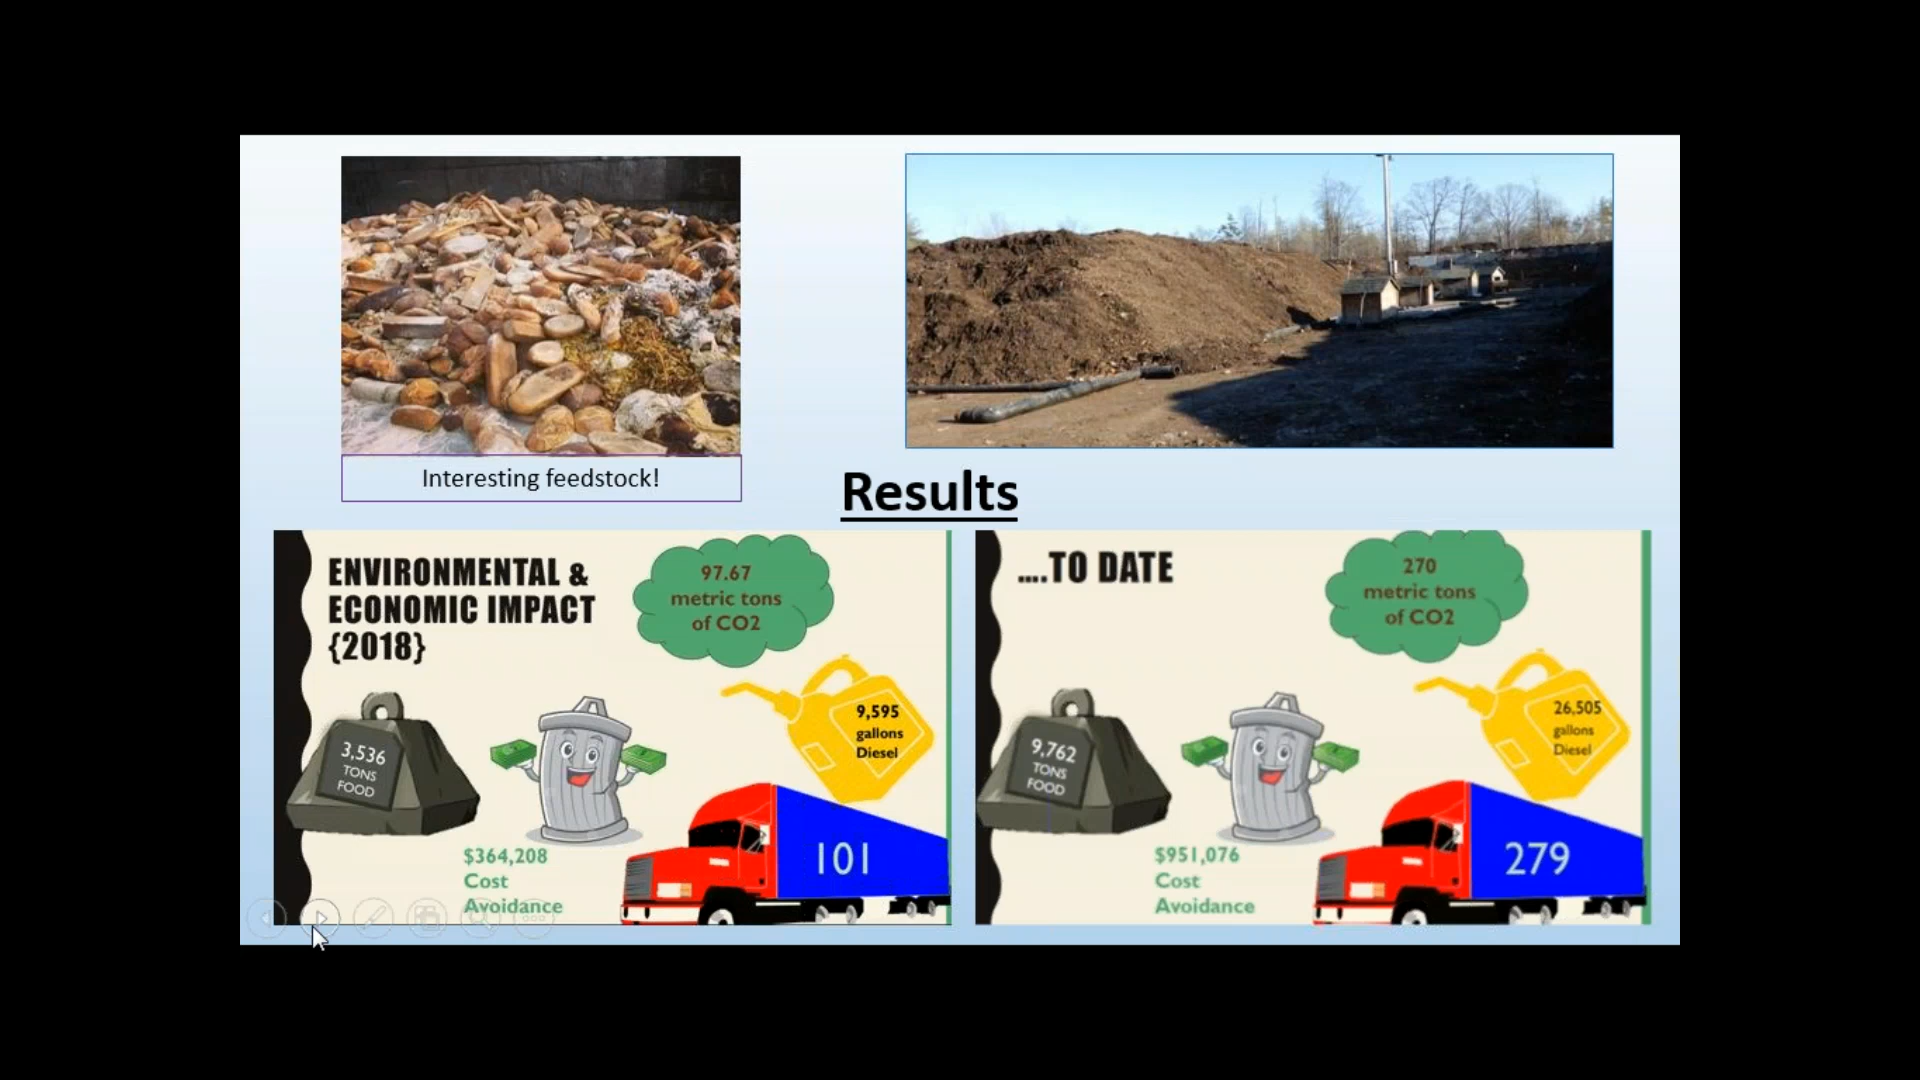 Interesting feedstock!
Results
ENVIRONMENTAL &
ECONOMIC IMPACT
{2018}
97.67
metric tons
of CO2
9,595
gallons
Diesel
3,536
TONS
FOOD
$364,208
Cost
Avoidance
101
....TO DATE
270
metric tons
of CO2
26,505
gallons
Diesel
9,762
TONS
FOOD
$951,076
Cost
Avoidance
279